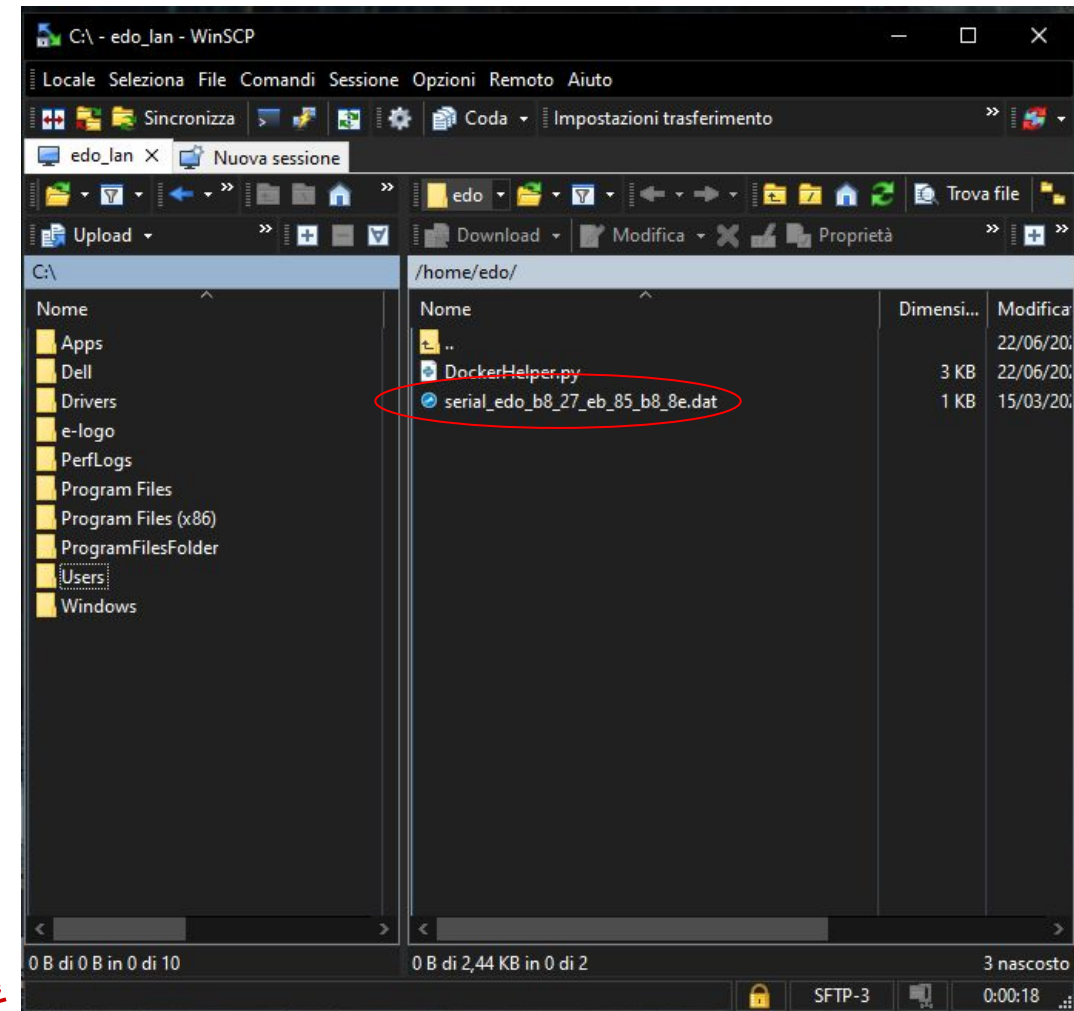 C:\ - edo_lan - WinSCP
Locale Seleziona File Comandi Sessione Opzioni Remoto Aiuto
Sincronizza Coda Impostazioni trasferimento »
edo_lan X Nuova sessione
» » edo Trova file
Upload » Download Modifica Proprietà » »
C:\ /home/edo/
Nome Nome Dimensi... Modifica
Apps .. 22/06/202
Dell DockerHelper.py 3 KB 22/06/202
Drivers serial_edo_b8_27_eb_85_b8_8e.dat 1 KB 15/03/202
e-logo
PerfLogs
Program Files
Program Files (x86)
ProgramFilesFolder
Users
Windows
0 B di 0 B in 0 di 10 0 B di 2,44 KB in 0 di 2 3 nascosto
SFTP-3 0:00:18